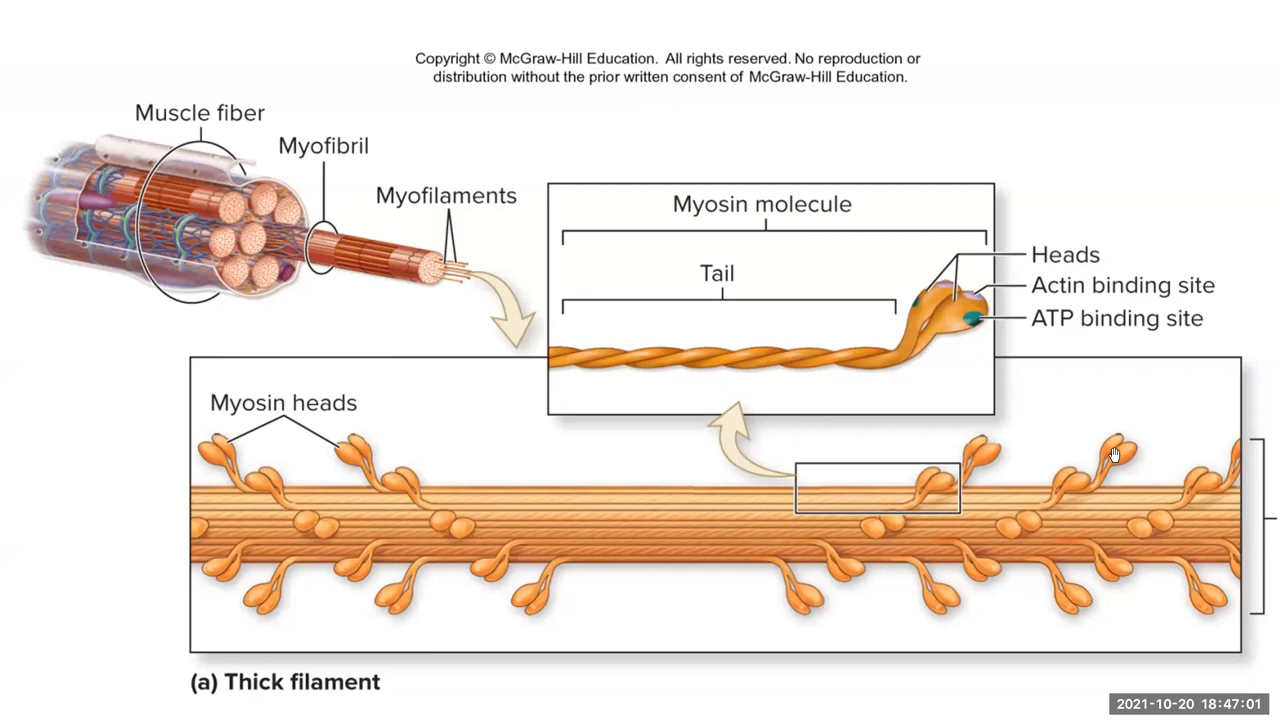 Copyright © McGraw-Hill Education. All rights reserved. No reproduction or
distribution without the prior written consent of McGraw-Hill Education.
Muscle fiber
Myofibril
Myofilaments
Myosin molecule
Tail
Heads
Actin binding site
ATP binding site
Myosin heads
(a) Thick filament
2021-10-20 18:47:01